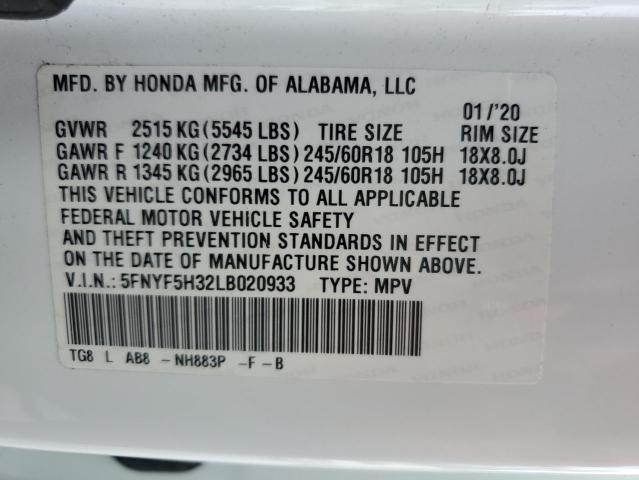 MFD. BY HONDA MFG. OF ALABAMA, LLC
01/'20
GVWR 2515 KG (5545 LBS) TIRE SIZE RIM SIZE
GAWR F 1240 KG (2734 LBS) 245/60R18 105H 18X8.0J
GAWR R 1345 KG (2965 LBS) 245/60R18 105H 18X8.0J
THIS VEHICLE CONFORMS TO ALL APPLICABLE
FEDERAL MOTOR VEHICLE SAFETY
AND THEFT PREVENTION STANDARDS IN EFFECT
ON THE DATE OF MANUFACTURE SHOWN ABOVE.
V.I.N.: 5FNYF5H32LB020933 TYPE: MPV
TG8 L AB8 -NH883P -F -B